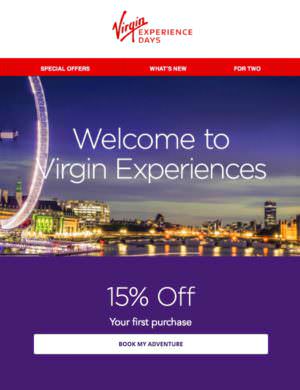 Virgin EXPERIENCE
DAYS
SPECIAL OFFERS WHAT'S NEW FOR TWO
Welcome to
Virgin Experiences
15% Off
Your first purchase
BOOK MY ADVENTURE